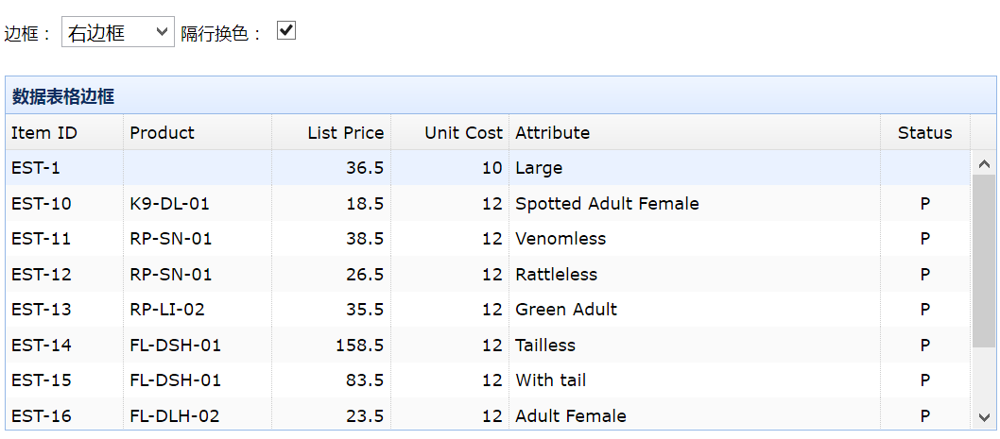 边框： 右边框 隔行换色：
数据表格边框
Item ID Product List Price Unit Cost Attribute Status
EST-1 36.5 10 Large
EST-10 K9-DL-01 18.5 12 Spotted Adult Female P
EST-11 RP-SN-01 38.5 12 Venomless P
EST-12 RP-SN-01 26.5 12 Rattleless P
EST-13 RP-LI-02 35.5 12 Green Adult P
EST-14 FL-DSH-01 158.5 12 Tailless P
EST-15 FL-DSH-01 83.5 12 With tail P
EST-16 FL-DLH-02 23.5 12 Adult Female P